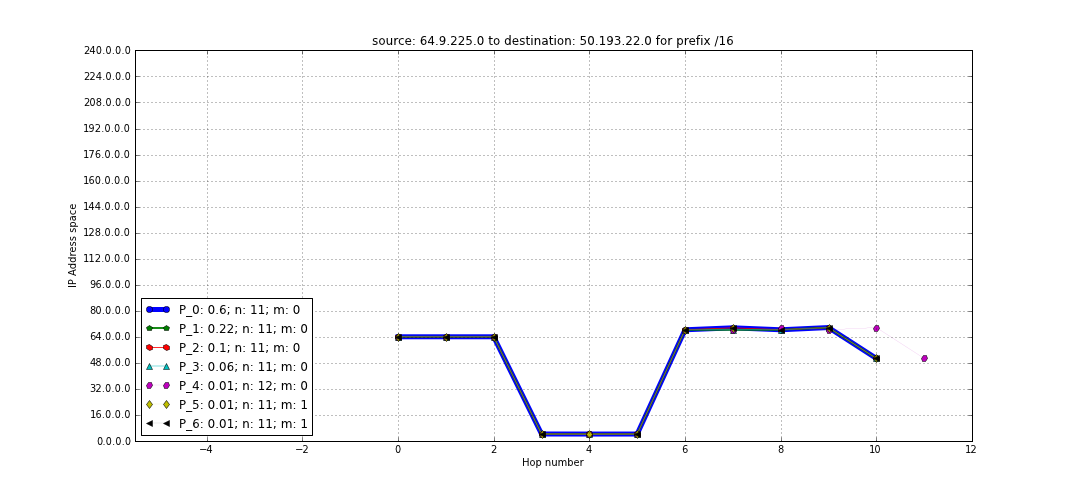 source: 64.9.225.0 to destination: 50.193.22.0 for prefix /16
240.0.0.0
224.0.0.0
208.0.0.0
192.0.0.0
176.0.0.0
160.0.0.0
144.0.0.0
128.0.0.0
112.0.0.0
96.0.0.0
80.0.0.0
64.0.0.0
48.0.0.0
32.0.0.0
16.0.0.0
0.0.0.0
IP Address space
P_0: 0.6; n: 11; m: 0
P_1: 0.22; n: 11; m: 0
P_2: 0.1; n: 11; m: 0
P_3: 0.06; n: 11; m: 0
P_4: 0.01; n: 12; m: 0
P_5: 0.01; n: 11; m: 1
P_6: 0.01; n: 11; m: 1
−4 −2 0 2 4 6 8 10 12
Hop number